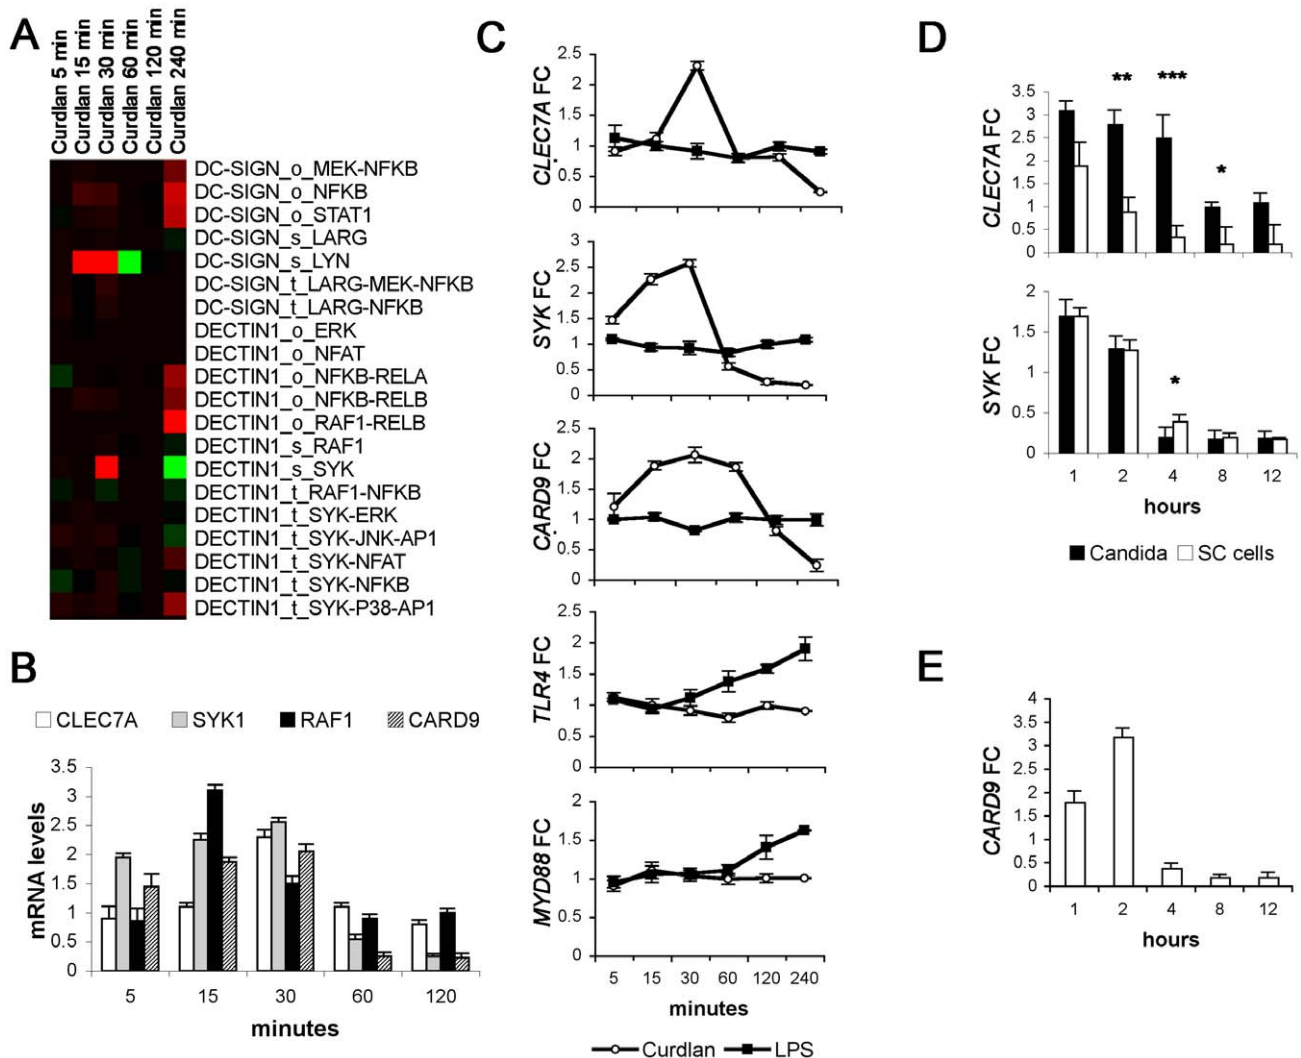 A
Curdlan 5 min
Curdlan 15 min
Curdlan 30 min
Curdlan 60 min
Curdlan 120 min
Curdlan 240 min
DC-SIGN_o_MEK-NFKB
DC-SIGN_o_NFKB
DC-SIGN_o_STAT1
DC-SIGN_s_LARG
DC-SIGN_s_LYN
DC-SIGN_t_LARG-MEK-NFKB
DC-SIGN_t_LARG-NFKB
DECTIN1_o_ERK
DECTIN1_o_NFAT
DECTIN1_o_NFKB-RELA
DECTIN1_o_NFKB-RELB
DECTIN1_o_RAF1-RELB
DECTIN1_s_RAF1
DECTIN1_s_SYK
DECTIN1_t_RAF1-NFKB
DECTIN1_t_SYK-ERK
DECTIN1_t_SYK-JNK-AP1
DECTIN1_t_SYK-NFAT
DECTIN1_t_SYK-NFKB
DECTIN1_t_SYK-P38-AP1
B
CLEC7A SYK1 RAF1 CARD9
mRNA levels
3.5
3
2.5
2
1.5
1
0.5
0
5 15 30 60 120
minutes
C
CLEC7A FC
2.5
2
1.5
1
0.5
0
SYK FC
3
2.5
2
1.5
1
0.5
0
CARD9 FC
2.5
2
1.5
1
0.5
0
TLR4 FC
2.5
2
1.5
1
0.5
0
MYD88 FC
2
1.5
1
0.5
0
5 15 30 60 120 240
minutes
Curdlan LPS
D
CLEC7A FC
3.5
3
2.5
2
1.5
1
0.5
0
** *** *
SYK FC
2
1.5
1
0.5
0
*
1 2 4 8 12
hours
Candida SC cells
E
CARD9 FC
4
3.5
3
2.5
2
1.5
1
0.5
0
1 2 4 8 12
hours